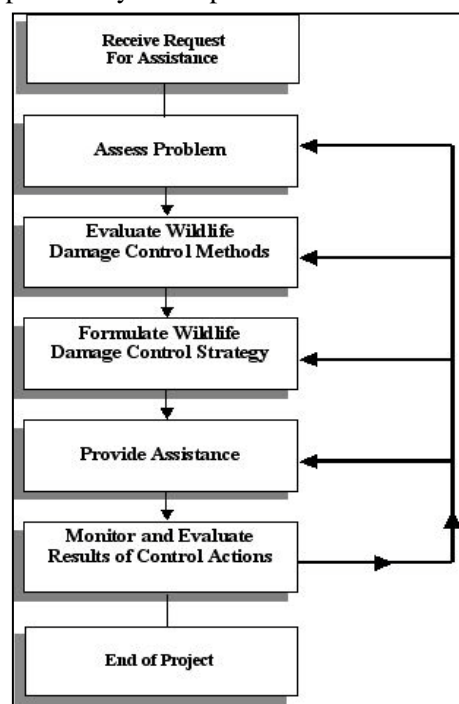 Receive Request
For Assistance
Assess Problem
Evaluate Wildlife
Damage Control Methods
Formulate Wildlife
Damage Control Strategy
Provide Assistance
Monitor and Evaluate
Results of Control Actions
End of Project